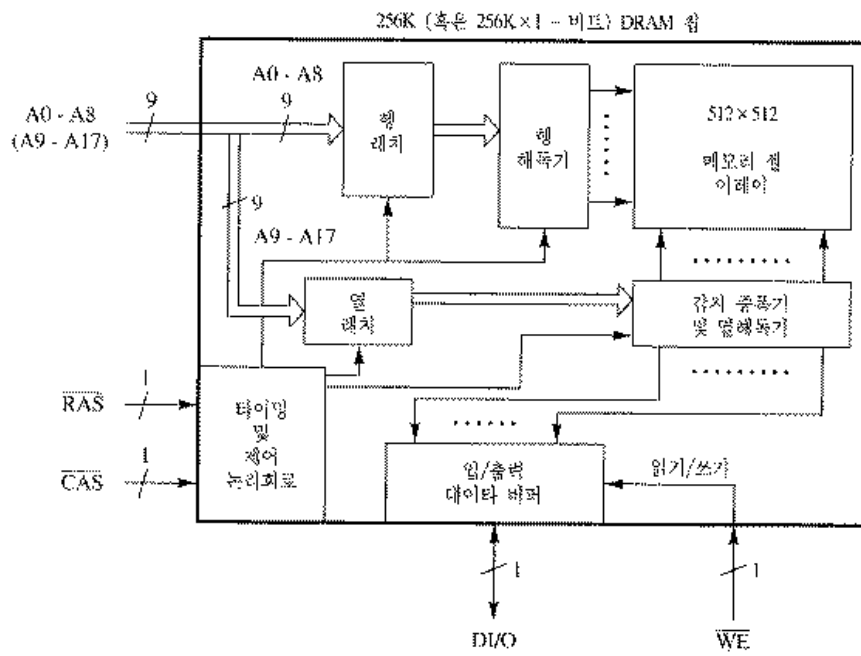 256K (혹은 256K×1 - 비트) DRAM 칩
A0 - A8
(A9 - A17)
9
A0 - A8
9
9
A9 - A17
행
래치
행
해독기
512×512
메모리 셀
어레이
열
래치
감지 증폭기
및 열해독기
RAS
1
CAS
1
타이밍
및
제어
논리회로
입/출력
데이타 버퍼
읽기/쓰기
1
1
DI/O
WE